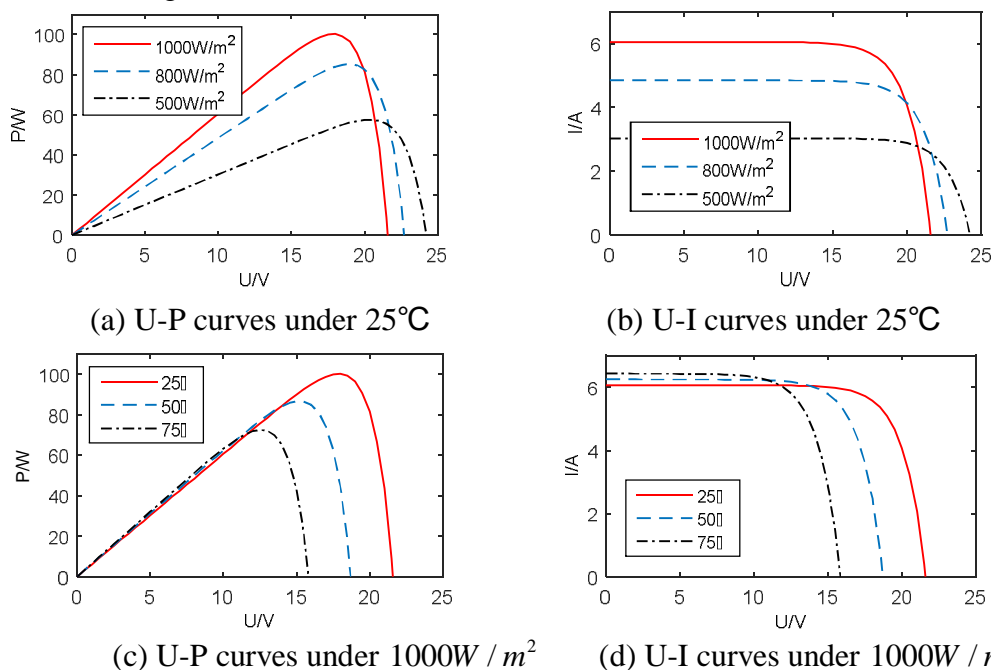 100
80
60
40
20
0
P/W
1000W/m²
800W/m²
500W/m²
0 5 10 15 20 25
U/V
(a) U-P curves under 25℃
6
4
2
0
I/A
1000W/m²
800W/m²
500W/m²
0 5 10 15 20 25
U/V
(b) U-I curves under 25℃
100
80
60
40
20
0
P/W
25▯
50▯
75▯
0 5 10 15 20 25
U/V
(c) U-P curves under 1000W / m²
6
4
2
0
I/A
25▯
50▯
75▯
0 5 10 15 20 25
U/V
(d) U-I curves under 1000W / m